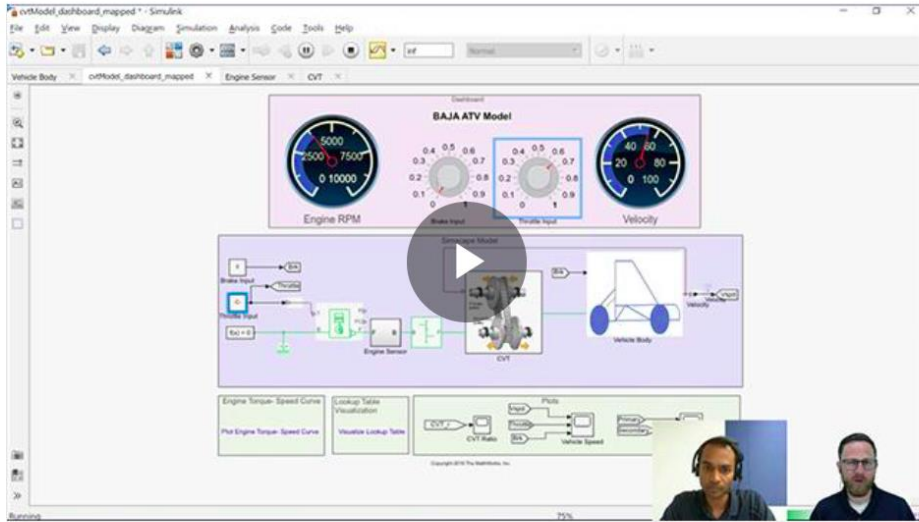 cvtModel_dashboard_mapped * - Simulink
File Edit View Display Diagram Simulation Analysis Code Tools Help
inf
Normal
Vehicle Body
cvtModel_dashboard_mapped
Engine Sensor
CVT
Dashboard
BAJA ATV Model
0 2500 5000 7500 10000
Engine RPM
0 0.1 0.2 0.3 0.4 0.5 0.6 0.7 0.8 0.9 1
Brake Input
0 0.1 0.2 0.3 0.4 0.5 0.6 0.7 0.8 0.9 1
Throttle Input
0 20 40 60 80 100
Velocity
Simscape Model
Brk
Brake Input
Throttle
Throttle Input
f(x) = 0
Engine Sensor
CVT
Brk
Vehicle Body
Velocity
Vspd
Engine Torque- Speed Curve
Plot Engine Torque- Speed Curve
Lookup Table
Visualization
Visualize Lookup Table
Plots
CVT_r
CVT Ratio
Vspd
Throttle
Brk
Vehicle Speed
Primary
Secondary
Copyright 2016 The MathWorks, Inc.
Running
75%